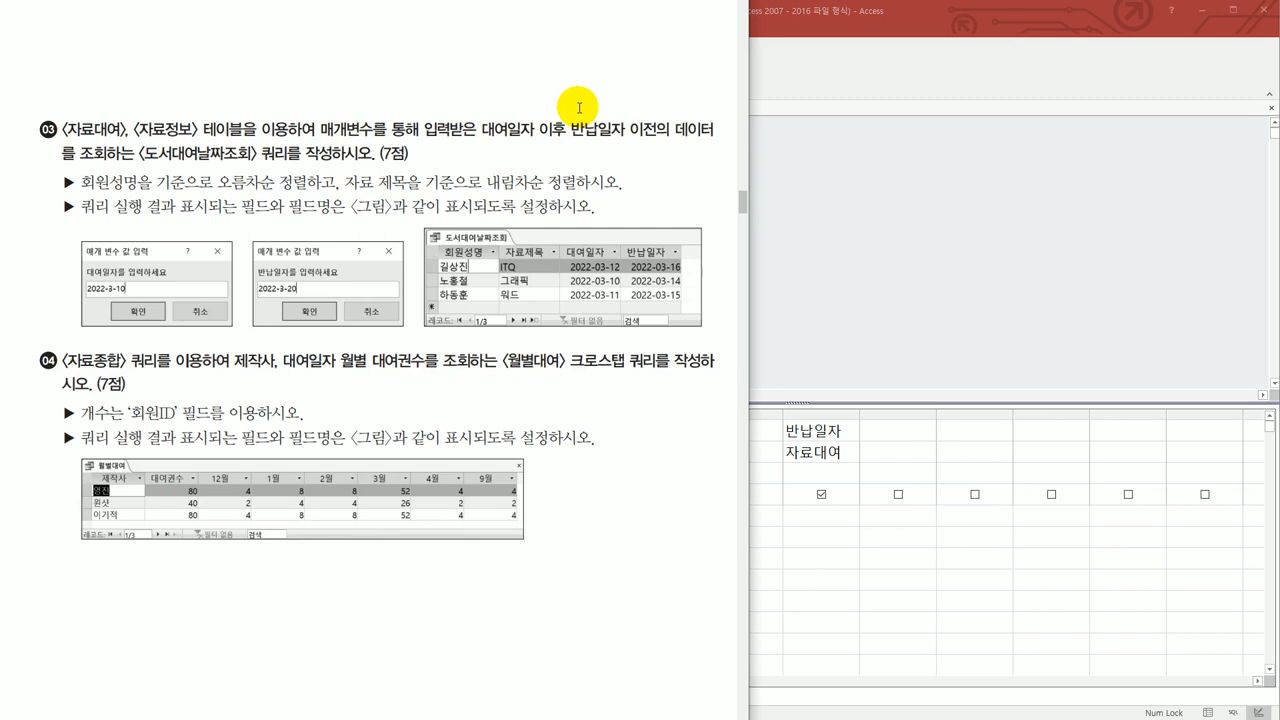 cess 2007 - 2016 파일 형식) - Access
?
03 〈자료대여〉, 〈자료정보〉 테이블을 이용하여 매개변수를 통해 입력받은 대여일자 이후 반납일자 이전의 데이터
를 조회하는 〈도서대여날짜조회〉 쿼리를 작성하시오. (7점)
▶ 회원성명을 기준으로 오름차순 정렬하고, 자료 제목을 기준으로 내림차순 정렬하시오.
▶ 쿼리 실행 결과 표시되는 필드와 필드명은 〈그림〉과 같이 표시되도록 설정하시오.
매개 변수 값 입력 ?
대여일자를 입력하세요
2022-3-10
확인 취소
매개 변수 값 입력 ?
반납일자를 입력하세요
2022-3-20
확인 취소
도서대여날짜조회
회원성명 자료제목 대여일자 반납일자
길상진 ITQ 2022-03-12 2022-03-16
노홍철 그래픽 2022-03-10 2022-03-14
하동훈 워드 2022-03-11 2022-03-15
레코드: 1/3 필터 없음 검색
04 〈자료종합〉 쿼리를 이용하여 제작사, 대여일자 월별 대여권수를 조회하는 〈월별대여〉 크로스탭 쿼리를 작성하
시오. (7점)
▶ 개수는 ‘회원ID’ 필드를 이용하시오.
▶ 쿼리 실행 결과 표시되는 필드와 필드명은 〈그림〉과 같이 표시되도록 설정하시오.
월별대여
제작사 대여권수 12월 1월 2월 3월 4월 9월
영진 80 4 8 8 52 4 4
원샷 40 2 4 4 26 2 2
이기적 80 4 8 8 52 4 4
레코드: 1/3 필터 없음 검색
반납일자
자료대여
Num Lock SQL